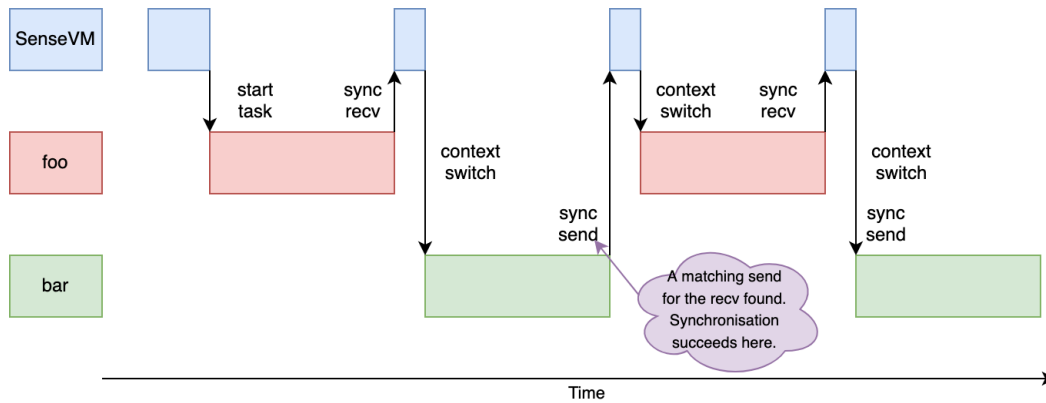 SenseVM
start
task
sync
recv
context
switch
sync
recv
foo
context
switch
context
switch
sync
send
sync
send
bar
A matching send
for the recv found.
Synchronisation
succeeds here.
Time